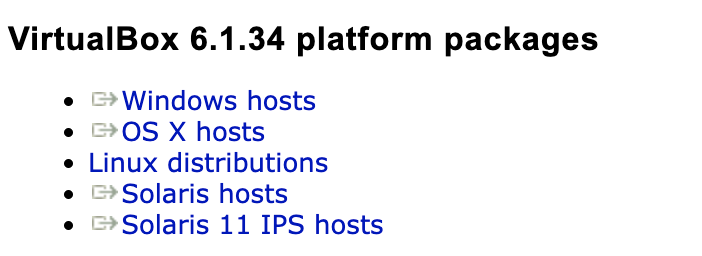 VirtualBox 6.1.34 platform packages
Windows hosts
OS X hosts
Linux distributions
Solaris hosts
Solaris 11 IPS hosts